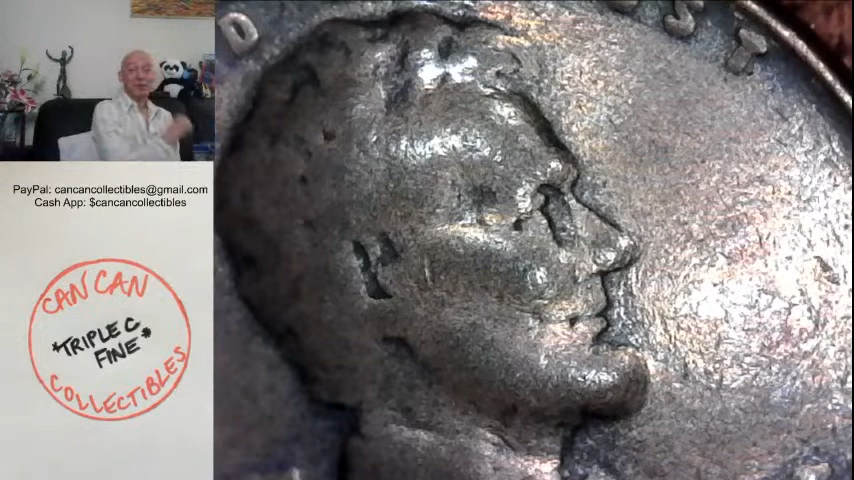 PayPal: cancancollectibles@gmail.com
Cash App: $cancancollectibles
CAN CAN
*TRIPLE C
FINE*
COLLECTIBLES